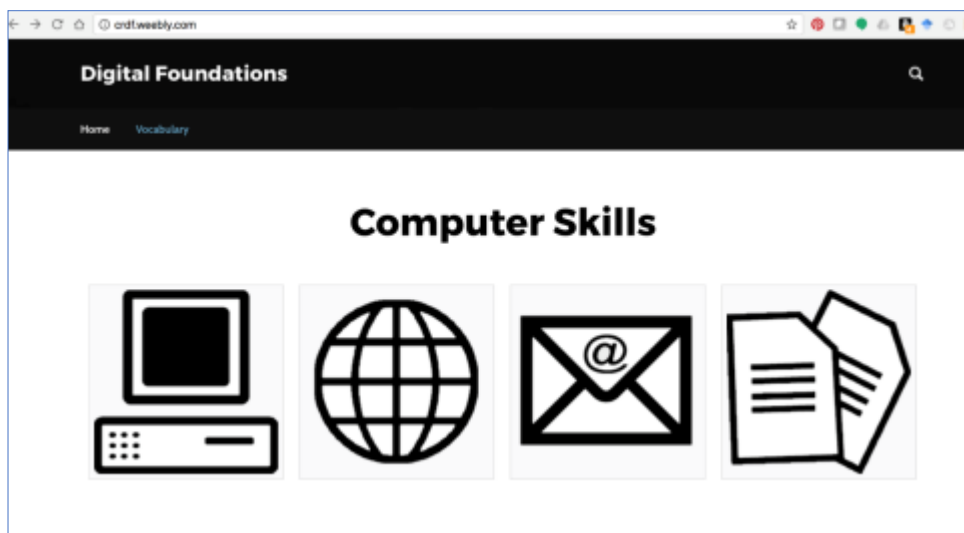 crdf.weebly.com
Digital Foundations
Home Vocabulary
Computer Skills
@